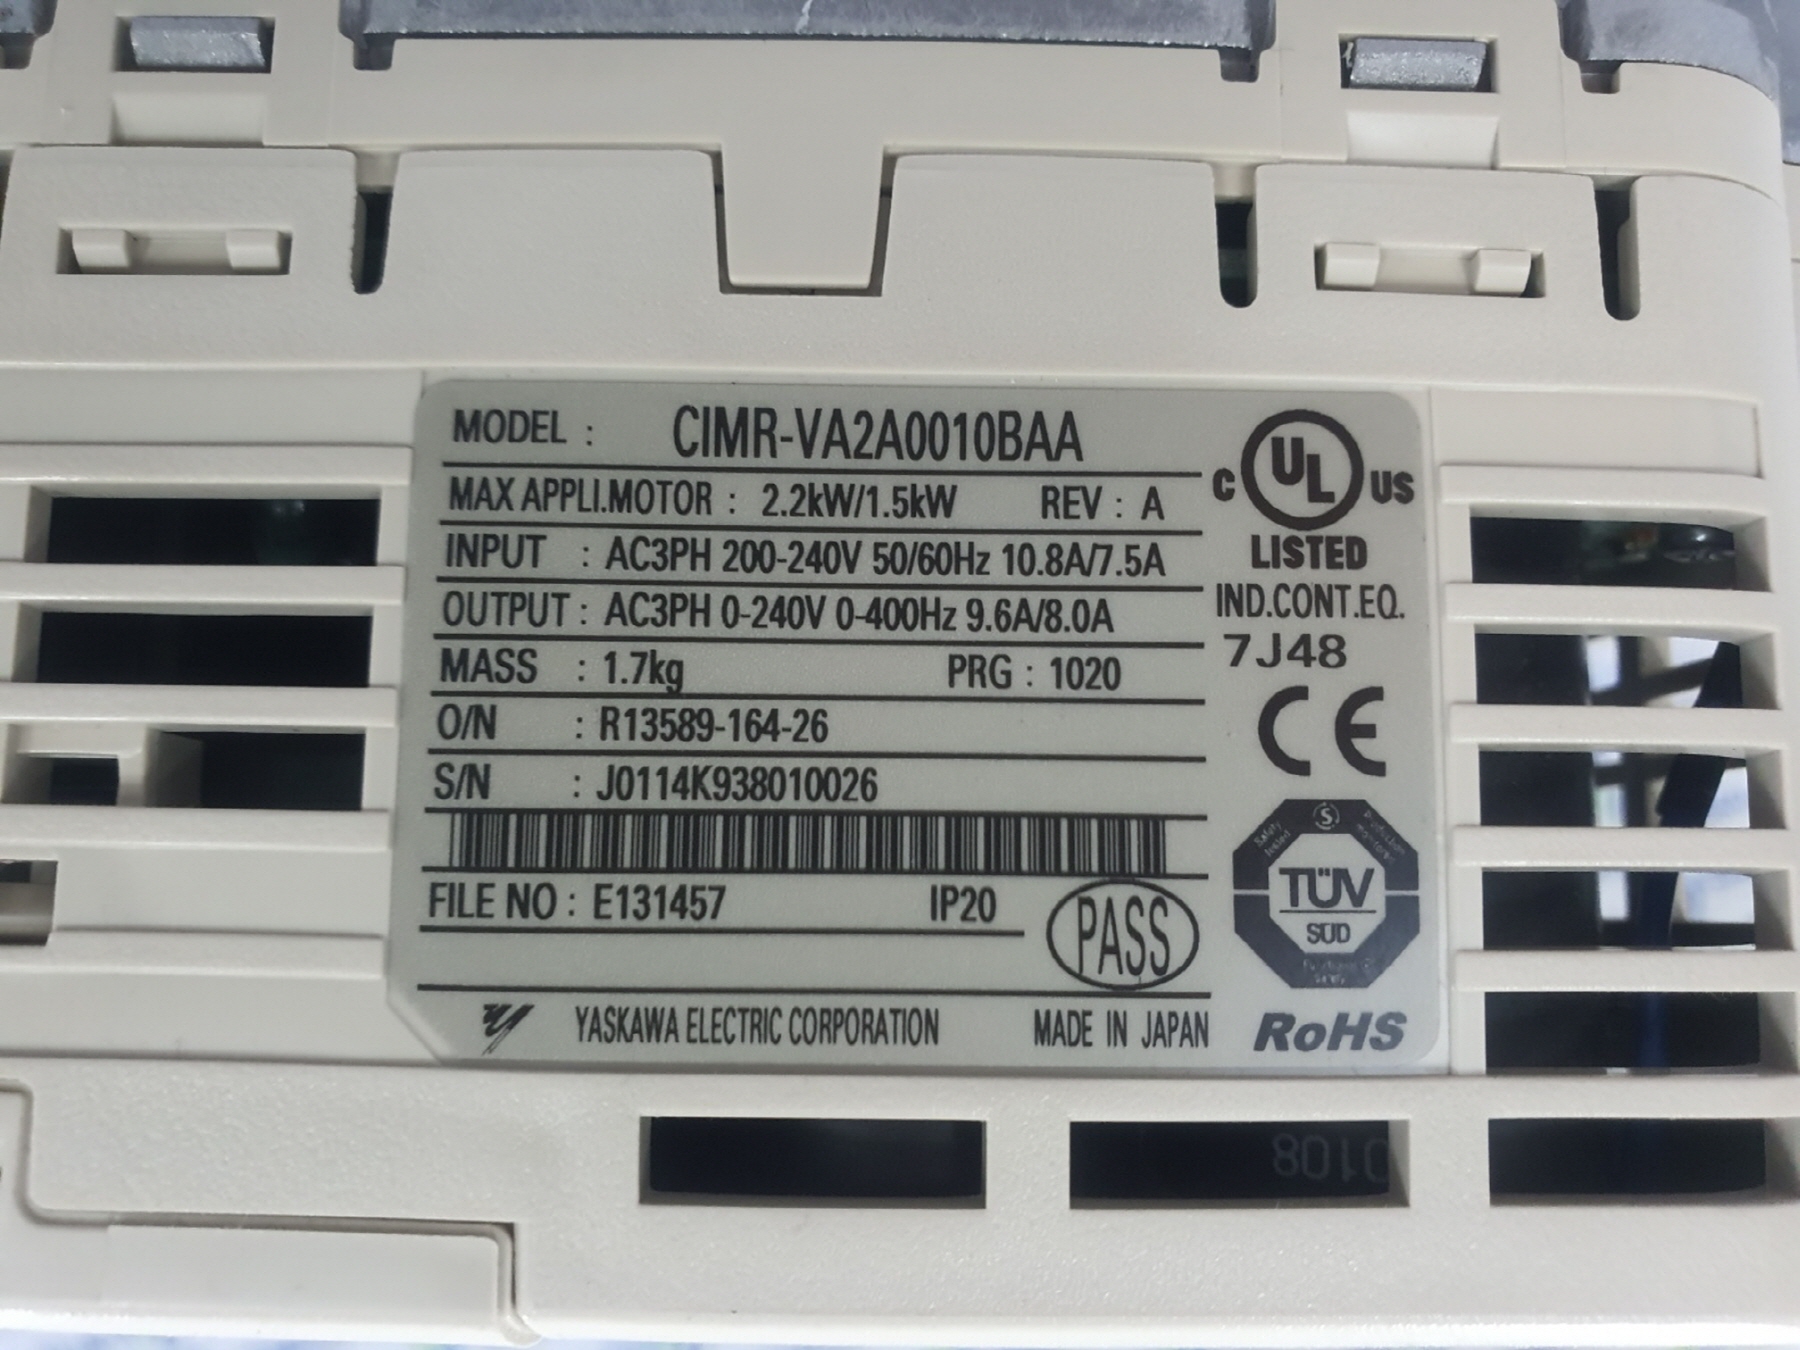 MODEL : CIMR-VA2A0010BAA
MAX APPLI.MOTOR : 2.2kW/1.5kW REV : A
INPUT : AC3PH 200-240V 50/60Hz 10.8A/7.5A
OUTPUT : AC3PH 0-240V 0-400Hz 9.6A/8.0A
MASS : 1.7kg PRG : 1020
O/N : R13589-164-26
S/N : J0114K938010026
FILE NO : E131457 IP20
PASS
YASKAWA ELECTRIC CORPORATION MADE IN JAPAN
C UL US
LISTED
IND.CONT.EQ.
7J48
CE
Safety tested
S
Production
TÜV
SÜD
RoHS
0108